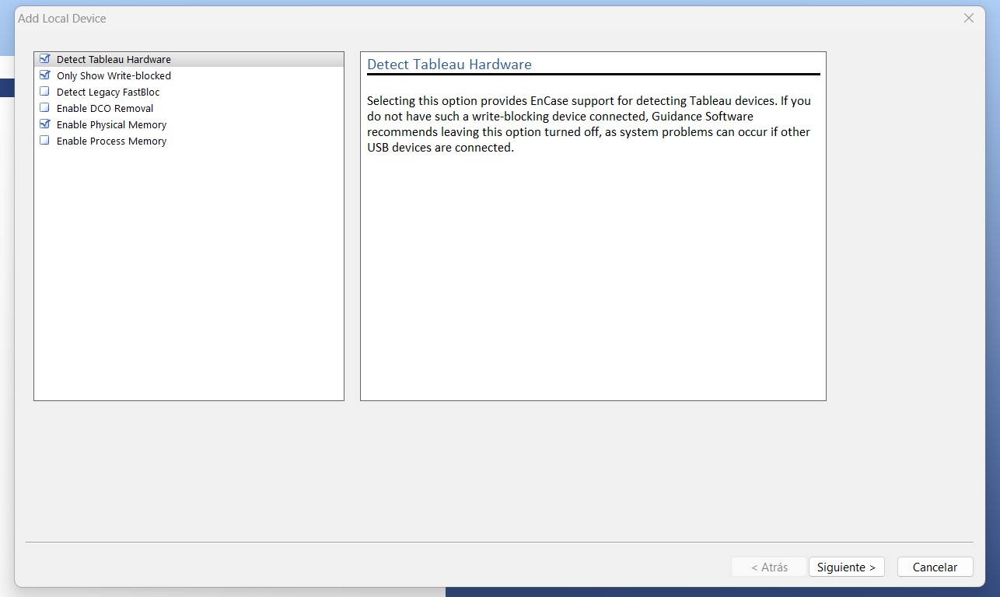 Add Local Device
Detect Tableau Hardware
Only Show Write-blocked
Detect Legacy FastBloc
Enable DCO Removal
Enable Physical Memory
Enable Process Memory
Detect Tableau Hardware
Selecting this option provides EnCase support for detecting Tableau devices. If you
do not have such a write-blocking device connected, Guidance Software
recommends leaving this option turned off, as system problems can occur if other
USB devices are connected.
< Atrás
Siguiente >
Cancelar